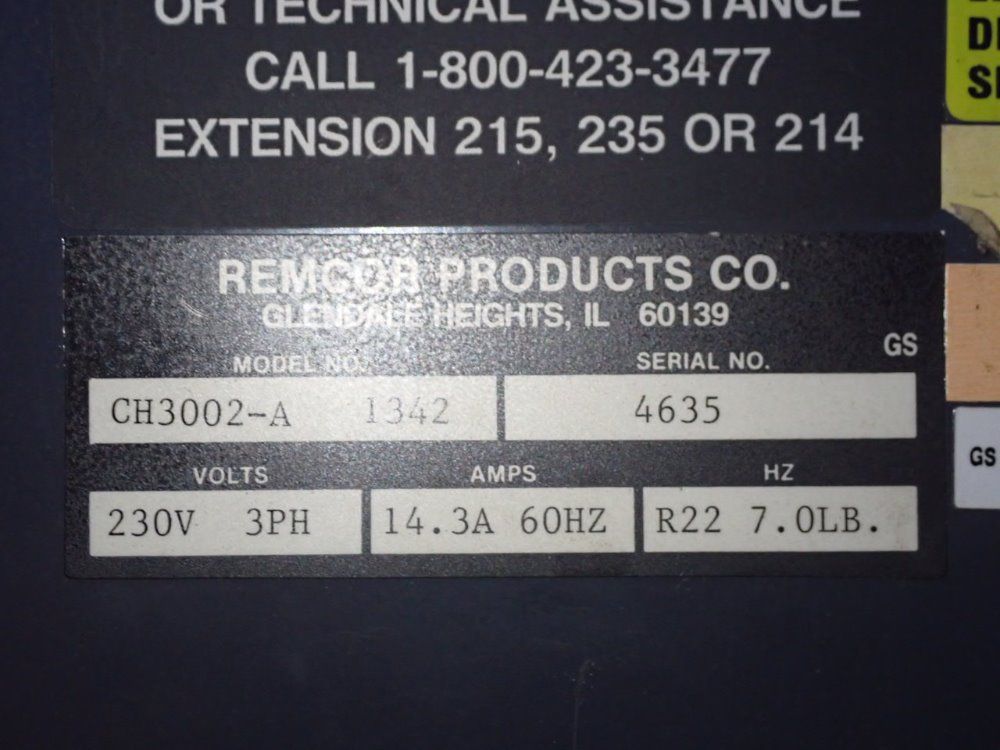 OR TECHNICAL ASSISTANCE
CALL 1-800-423-3477
EXTENSION 215, 235 OR 214
REMCOR PRODUCTS CO.
GLENDALE HEIGHTS, IL 60139
GS
MODEL NO. SERIAL NO.
CH3002-A 1342 4635
GS
VOLTS AMPS HZ
230V 3PH 14.3A 60HZ R22 7.0LB.